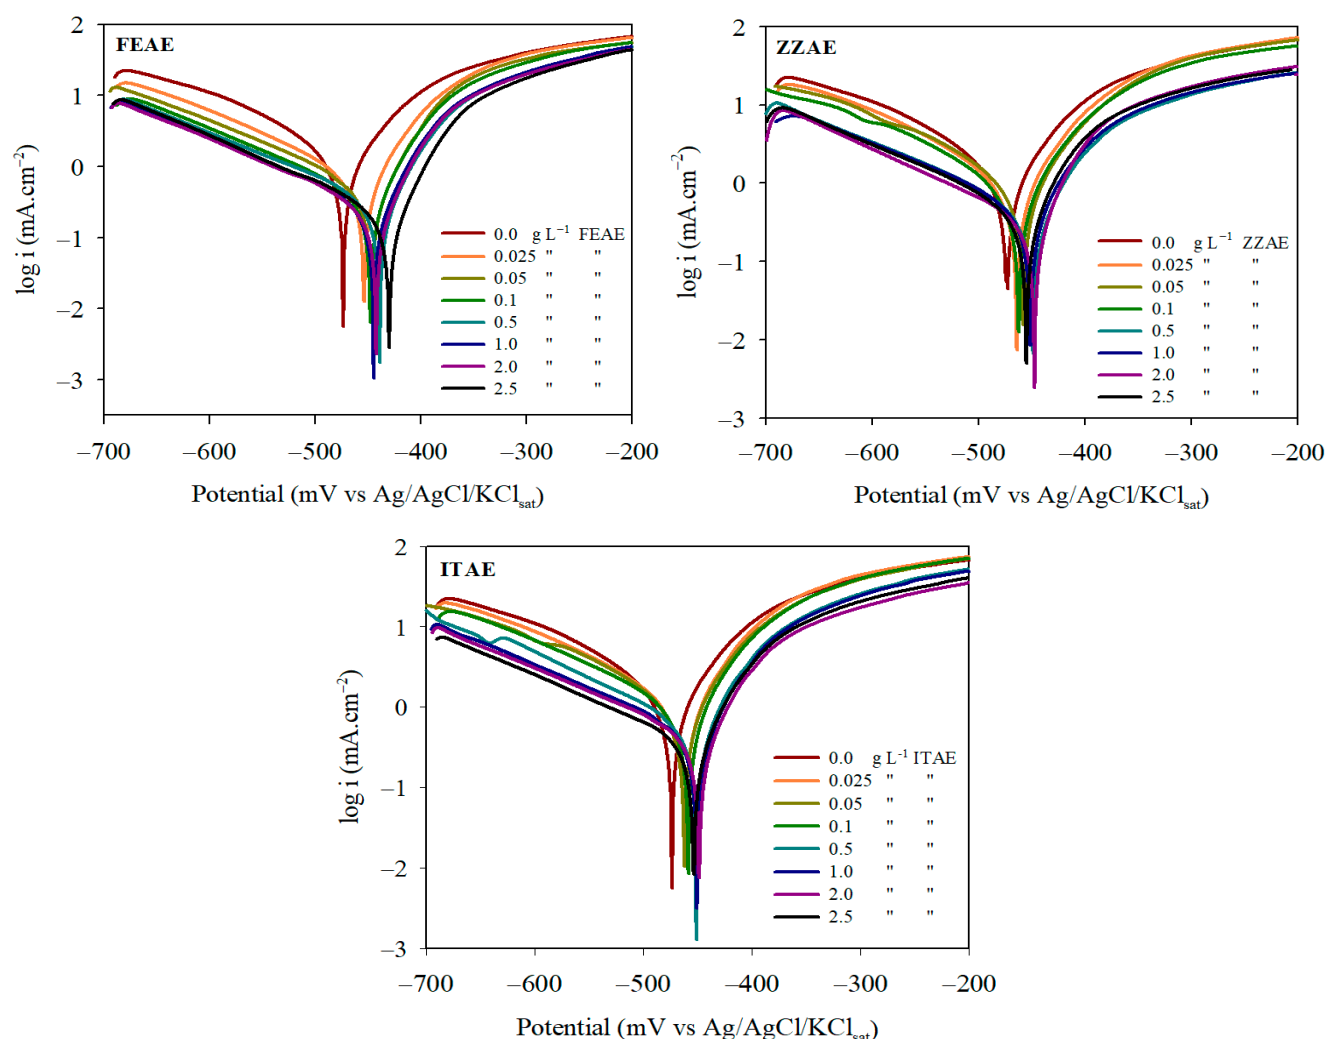 FEAE
2
1
0
−1
−2
−3
log i (mA.cm⁻²)
0.0 g L⁻¹ FEAE
0.025 " "
0.05 " "
0.1 " "
0.5 " "
1.0 " "
2.0 " "
2.5 " "
−700 −600 −500 −400 −300 −200
Potential (mV vs Ag/AgCl/KClsat)
ZZAE
2
1
0
−1
−2
−3
log i (mA.cm⁻²)
0.0 g L⁻¹ ZZAE
0.025 " "
0.05 " "
0.1 " "
0.5 " "
1.0 " "
2.0 " "
2.5 " "
−700 −600 −500 −400 −300 −200
Potential (mV vs Ag/AgCl/KClsat)
ITAE
2
1
0
−1
−2
−3
log i (mA.cm⁻²)
0.0 g L⁻¹ ITAE
0.025 " "
0.05 " "
0.1 " "
0.5 " "
1.0 " "
2.0 " "
2.5 " "
−700 −600 −500 −400 −300 −200
Potential (mV vs Ag/AgCl/KClsat)